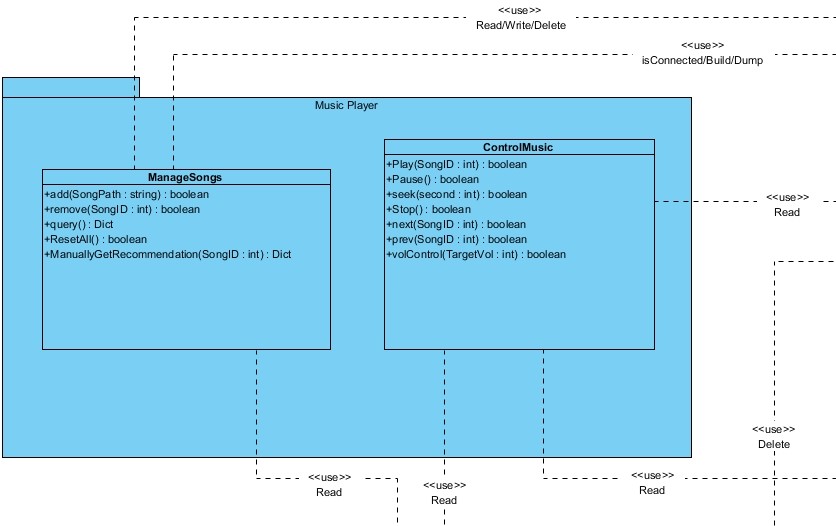 <<use>>
Read/Write/Delete
<<use>>
isConnected/Build/Dump
Music Player
ManageSongs
+add(SongPath : string) : boolean
+remove(SongID : int) : boolean
+query() : Dict
+ResetAll() : boolean
+ManuallyGetRecommendation(SongID : int) : Dict
ControlMusic
+Play(SongID : int) : boolean
+Pause() : boolean
+seek(second : int) : boolean
+Stop() : boolean
+next(SongID : int) : boolean
+prev(SongID : int) : boolean
+volControl(TargetVol : int) : boolean
<<use>>
Read
<<use>>
Delete
<<use>>
Read
<<use>>
Read
<<use>>
Read